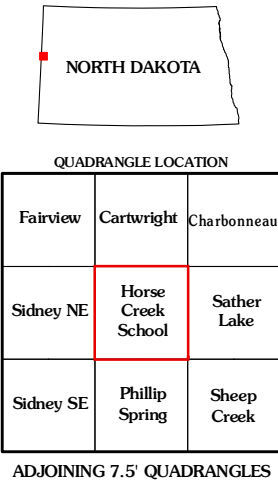 NORTH DAKOTA
QUADRANGLE LOCATION
Fairview
Cartwright
Charbonneau
Sidney NE
Horse
Creek
School
Sather
Lake
Sidney SE
Phillip
Spring
Sheep
Creek
ADJOINING 7.5' QUADRANGLES